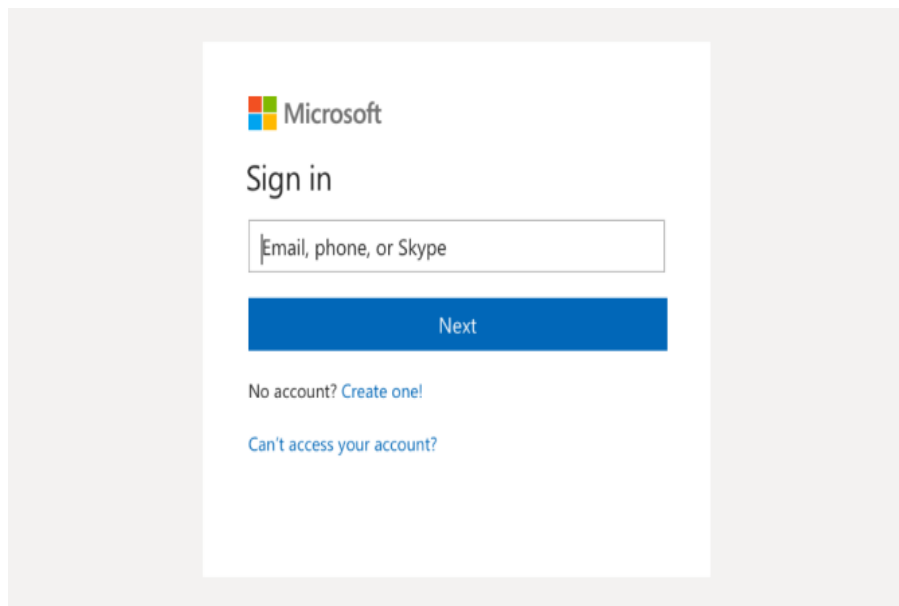 Microsoft
Sign in
Email, phone, or Skype
Next
No account? Create one!
Can't access your account?